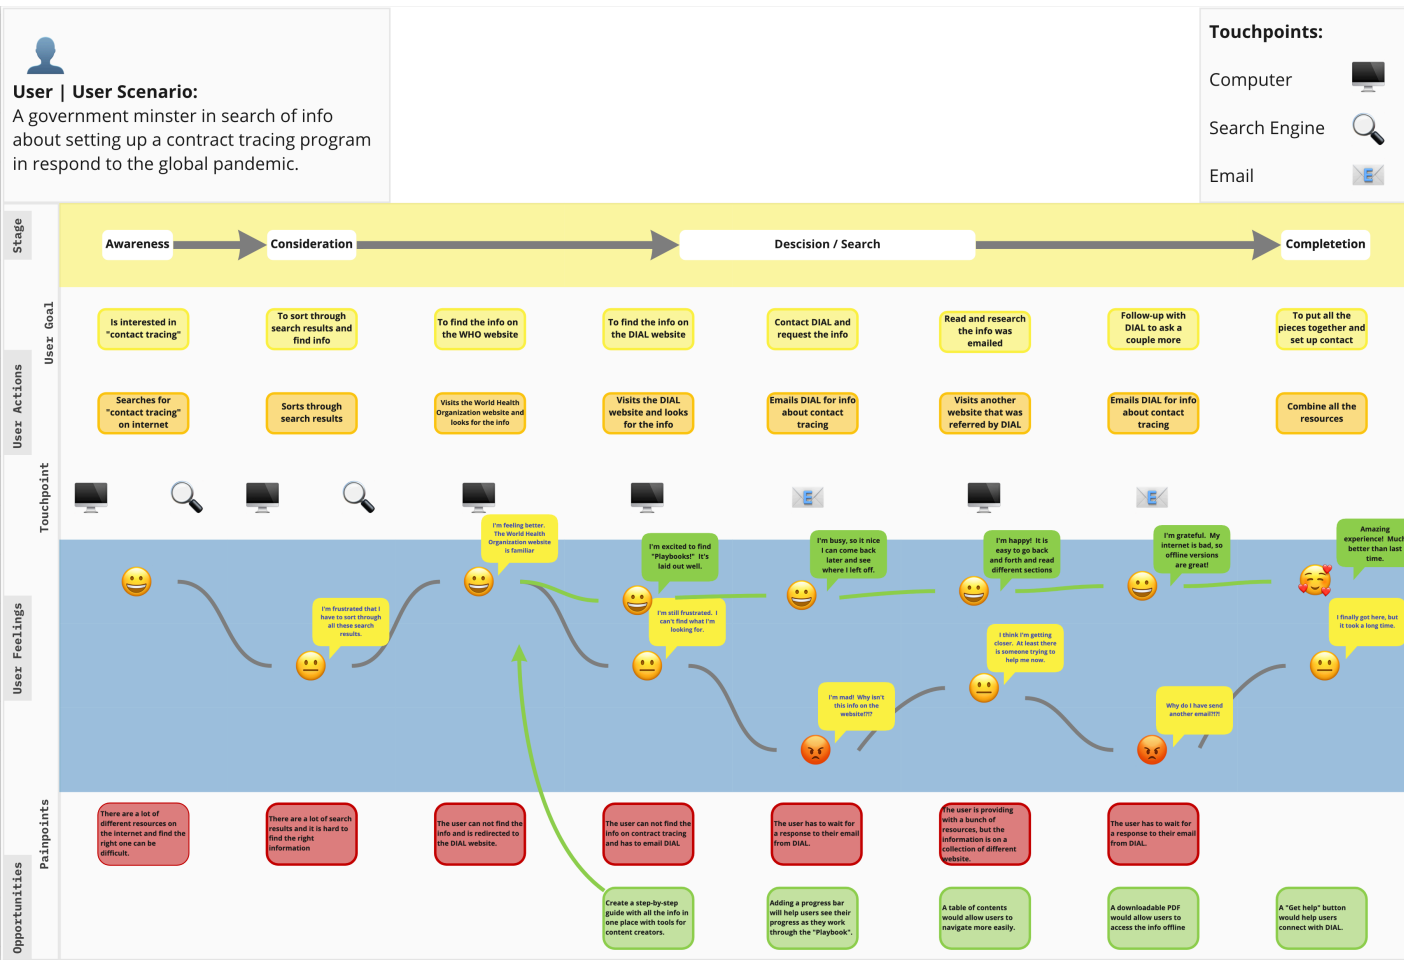 User | User Scenario:
A government minster in search of info
about setting up a contract tracing program
in respond to the global pandemic.
Touchpoints:
Computer
Search Engine
Email
Stage
Awareness
Consideration
Descision / Search
Completetion
User Goal
Is interested in
"contact tracing"
To sort through
search results and
find info
To find the info on
the WHO website
To find the info on
the DIAL website
Contact DIAL and
request the info
Read and research
the info was
emailed
Follow-up with
DIAL to ask a
couple more
To put all the
pieces together and
set up contact
User Actions
Searches for
"contact tracing"
on internet
Sorts through
search results
Visits the World Health
Organization website and
looks for the info
Visits the DIAL
website and looks
for the info
Emails DIAL for info
about contact
tracing
Visits another
website that was
referred by DIAL
Emails DIAL for info
about contact
tracing
Combine all the
resources
Touchpoint
User Feelings
I'm feeling better.
The World Health
Organization website
is familiar
I'm excited to find
"Playbooks!" It's
laid out well.
I'm busy, so it nice
I can come back
later and see
where I left off.
I'm happy! It is
easy to go back
and forth and read
different sections
I'm grateful. My
internet is bad, so
offline versions
are great!
Amazing
experience! Much
better than last
time.
I'm frustrated that I
have to sort through
all these search
results.
I'm still frustrated. I
can't find what I'm
looking for.
I'm mad! Why isn't
this info on the
website!?!?
I think I'm getting
closer. At least there
is someone trying to
help me now.
Why do I have send
another email?!?!
I finally got here, but
it took a long time.
Painpoints
There are a lot of
different resources on
the internet and find the
right one can be
difficult.
There are a lot of search
results and it is hard to
find the right
information
The user can not find the
info and is redirected to
the DIAL website.
The user can not find the
info on contract tracing
and has to email DIAL
The user has to wait for
a response to their email
from DIAL.
The user is providing
with a bunch of
resources, but the
information is on a
collection of different
website.
The user has to wait for
a response to their email
from DIAL.
Opportunities
Create a step-by-step
guide with all the info in
one place with tools for
content creators.
Adding a progress bar
will help users see their
progress as they work
through the "Playbook".
A table of contents
would allow users to
navigate more easily.
A downloadable PDF
would allow users to
access the info offline
A "Get help" button
would help users
connect with DIAL.